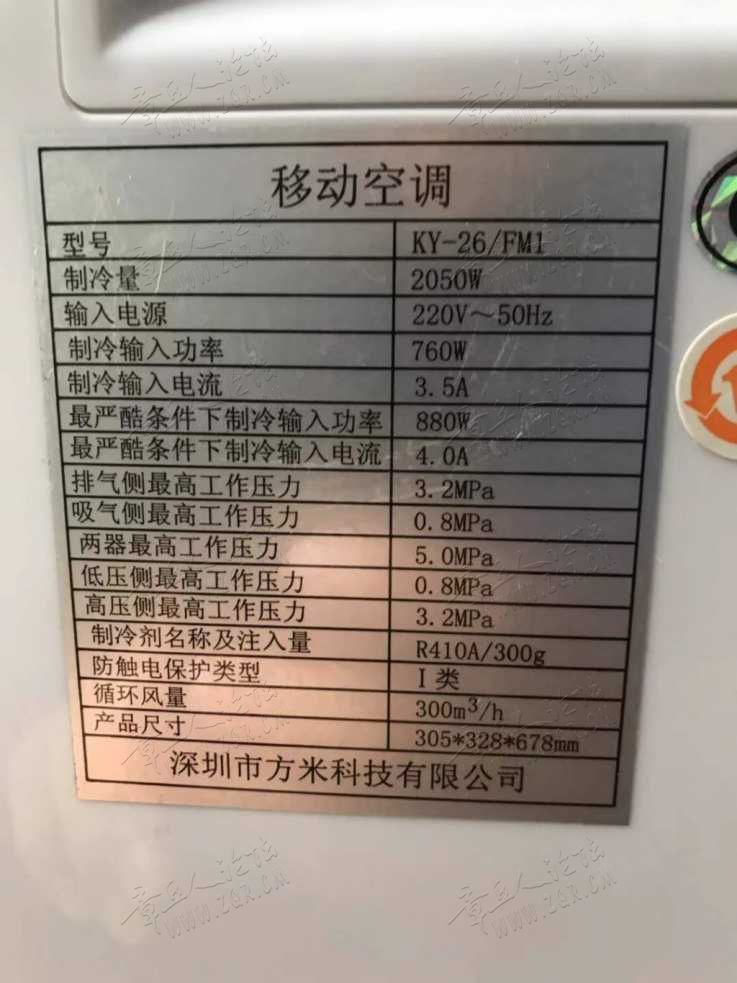 移动空调
型号 KY-26/FM1
制冷量 2050W
输入电源 220V～50Hz
制冷输入功率 760W
制冷输入电流 3.5A
最严酷条件下制冷输入功率 880W
最严酷条件下制冷输入电流 4.0A
排气侧最高工作压力 3.2MPa
吸气侧最高工作压力 0.8MPa
两器最高工作压力 5.0MPa
低压侧最高工作压力 0.8MPa
高压侧最高工作压力 3.2MPa
制冷剂名称及注入量 R410A/300g
防触电保护类型 I类
循环风量 300m³/h
产品尺寸 305*328*678mm
深圳市方米科技有限公司
章丘人论坛
WWW.ZQR.CN